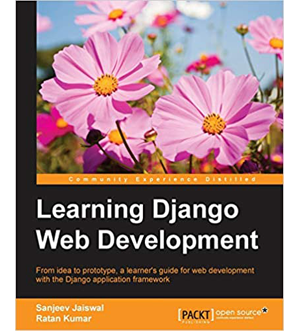 Community Experience Distilled
Learning Django
Web Development
From idea to prototype, a learner's guide for web development
with the Django application framework
Sanjeev Jaiswal
Ratan Kumar
PACKT open source*
PUBLISHING